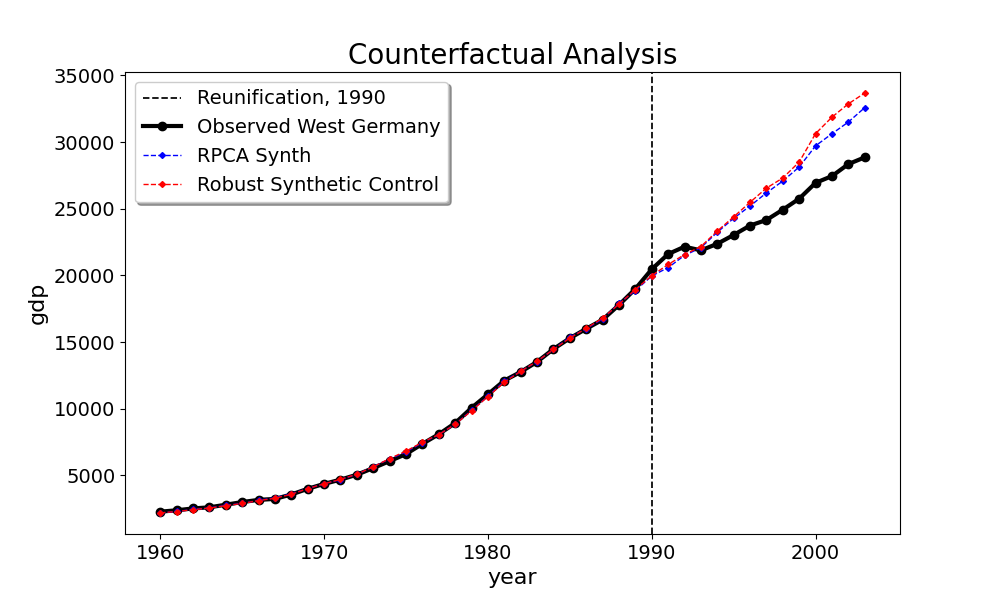 Counterfactual Analysis
35000
30000
25000
20000
15000
10000
5000
gdp
Reunification, 1990
Observed West Germany
RPCA Synth
Robust Synthetic Control
1960 1970 1980 1990 2000
year